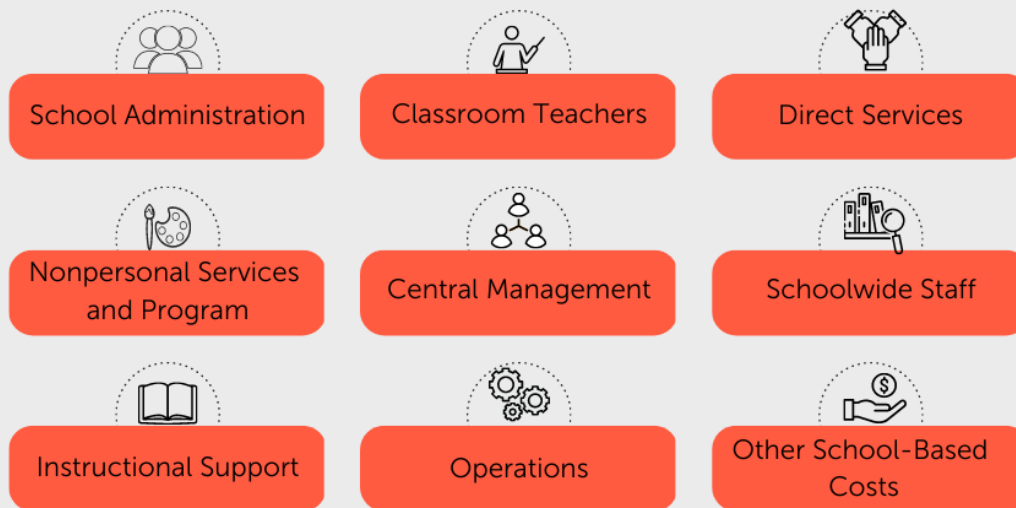 School Administration
Classroom Teachers
Direct Services
Nonpersonal Services
and Program
Central Management
Schoolwide Staff
Instructional Support
Operations
Other School-Based
Costs
$